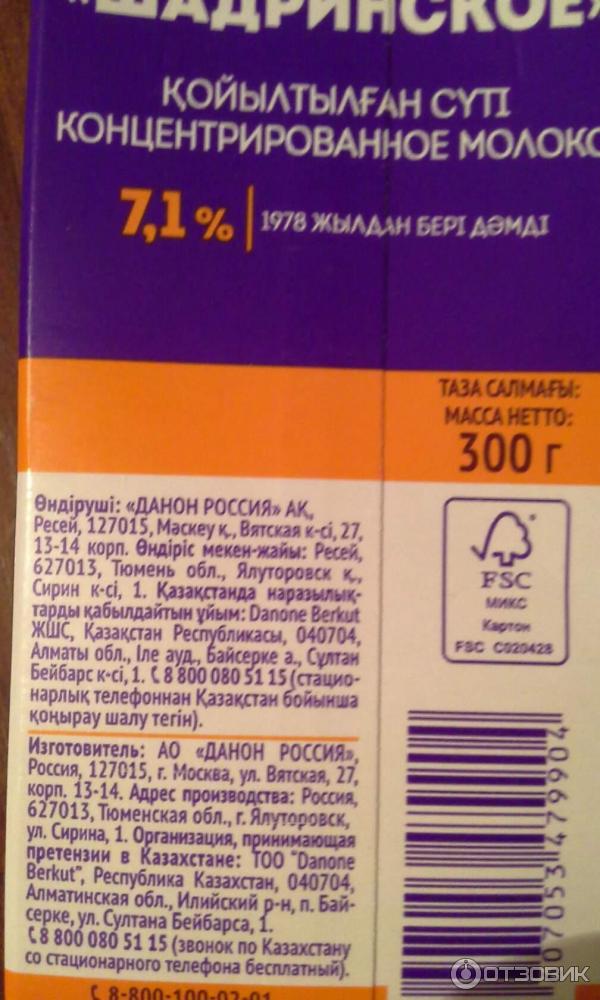 «ШАДРИНСКОЕ»
ҚОЙЫЛТЫЛҒАН СҮТІ
КОНЦЕНТРИРОВАННОЕ МОЛОКО
7,1 % | 1978 ЖЫЛДАН БЕРІ ДӘМДІ
ТАЗА САЛМАҒЫ:
МАССА НЕТТО:
300 г
Өндіруші: «ДАНОН РОССИЯ» АҚ,
Ресей, 127015, Мәскеу қ., Вятская к-сі, 27,
13-14 корп. Өндіріс мекен-жайы: Ресей,
627013, Тюмень обл., Ялуторовск қ.,
Сирин к-сі, 1. Қазақстанда наразылық-
тарды қабылдайтын ұйым: Danone Berkut
ЖШС, Қазақстан Республикасы, 040704,
Алматы обл., Іле ауд., Байсерке а., Сұлтан
Бейбарс к-сі, 1. 8 800 080 51 15 (стацио-
нарлық телефоннан Қазақстан бойынша
қоңырау шалу тегін).
Изготовитель: АО «ДАНОН РОССИЯ»,
Россия, 127015, г. Москва, ул. Вятская, 27,
корп. 13-14. Адрес производства: Россия,
627013, Тюменская обл., г. Ялуторовск,
ул. Сирина, 1. Организация, принимающая
претензии в Казахстане: ТОО "Danone
Berkut", Республика Казахстан, 040704,
Алматинская обл., Илийский р-н, п. Бай-
серке, ул. Султана Бейбарса, 1.
8 800 080 51 15 (звонок по Казахстану
со стационарного телефона бесплатный).
8-800-100-02-01
FSC
МИКС
Картон
FSC C020428
07053 479904
ОТЗОВИК